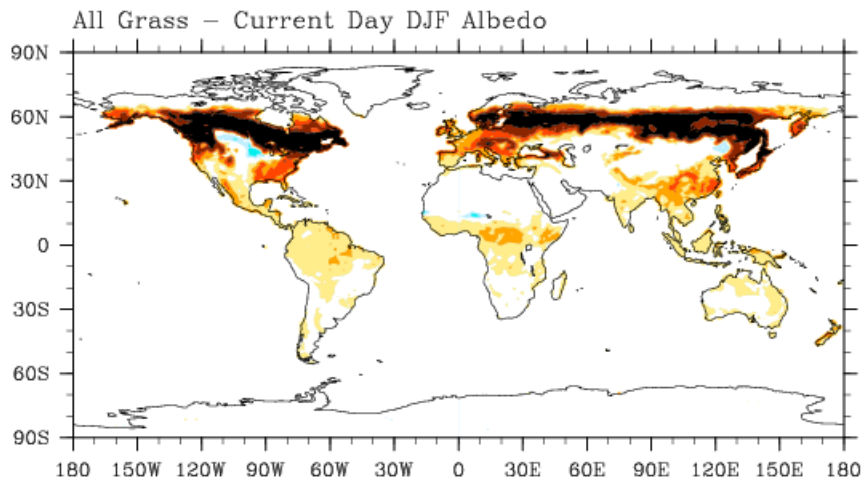 All Grass – Current Day DJF Albedo
90N
60N
30N
0
30S
60S
90S
180 150W 120W 90W 60W 30W 0 30E 60E 90E 120E 150E 180